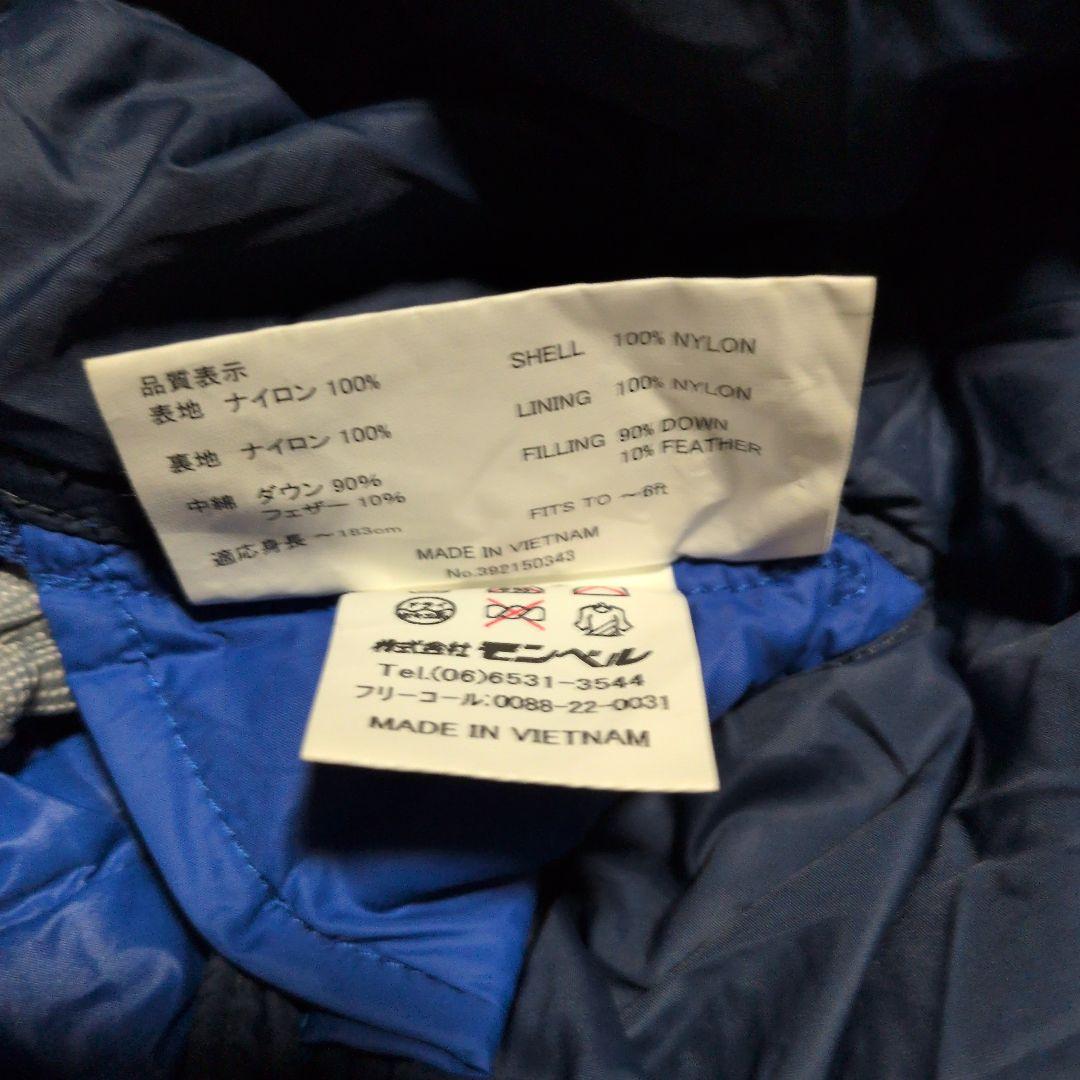 品質表示
表地 ナイロン 100%
裏地 ナイロン 100%
中綿 ダウン 90%
フェザー 10%
適応身長 ～183cm
SHELL 100% NYLON
LINING 100% NYLON
FILLING 90% DOWN
10% FEATHER
FITS TO ～6ft
MADE IN VIETNAM
No.392150343
株式会社 モンベル
Tel.(06)6531-3544
フリーコール:0088-22-0031
MADE IN VIETNAM